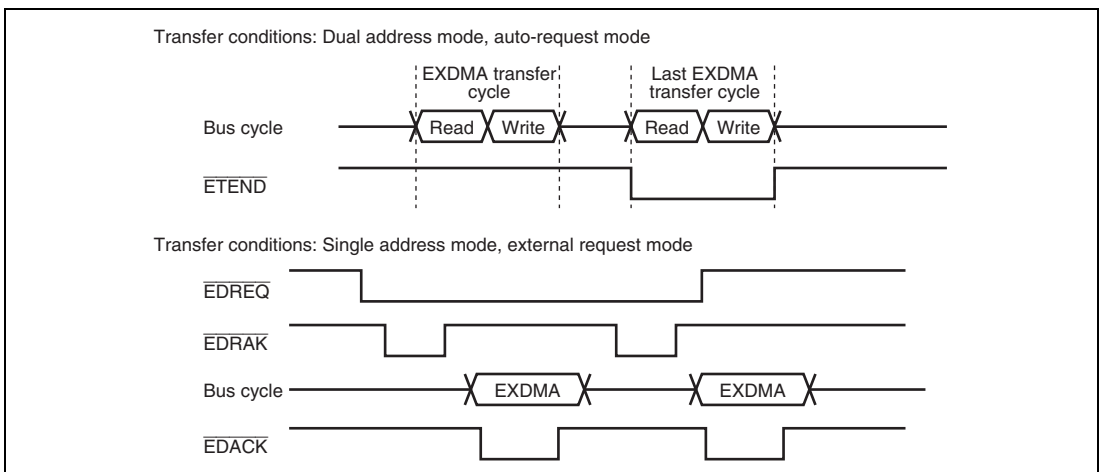 Transfer conditions: Dual address mode, auto-request mode
EXDMA transfer cycle
Last EXDMA transfer cycle
Bus cycle
Read
Write
Read
Write
ETEND
Transfer conditions: Single address mode, external request mode
EDREQ
EDRAK
Bus cycle
EXDMA
EXDMA
EDACK